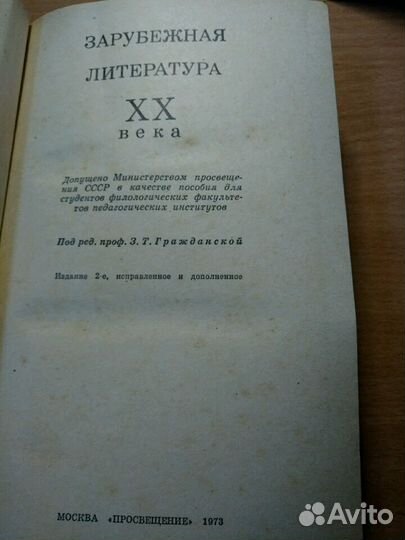 ЗАРУБЕЖНАЯ
ЛИТЕРАТУРА
XX
века
Допущено Министерством просвеще-
ния СССР в качестве пособия для
студентов филологических факульте-
тов педагогических институтов
Под ред. проф. З. Т. Гражданской
Издание 2-е, исправленное и дополненное
МОСКВА «ПРОСВЕЩЕНИЕ» 1973
Avito